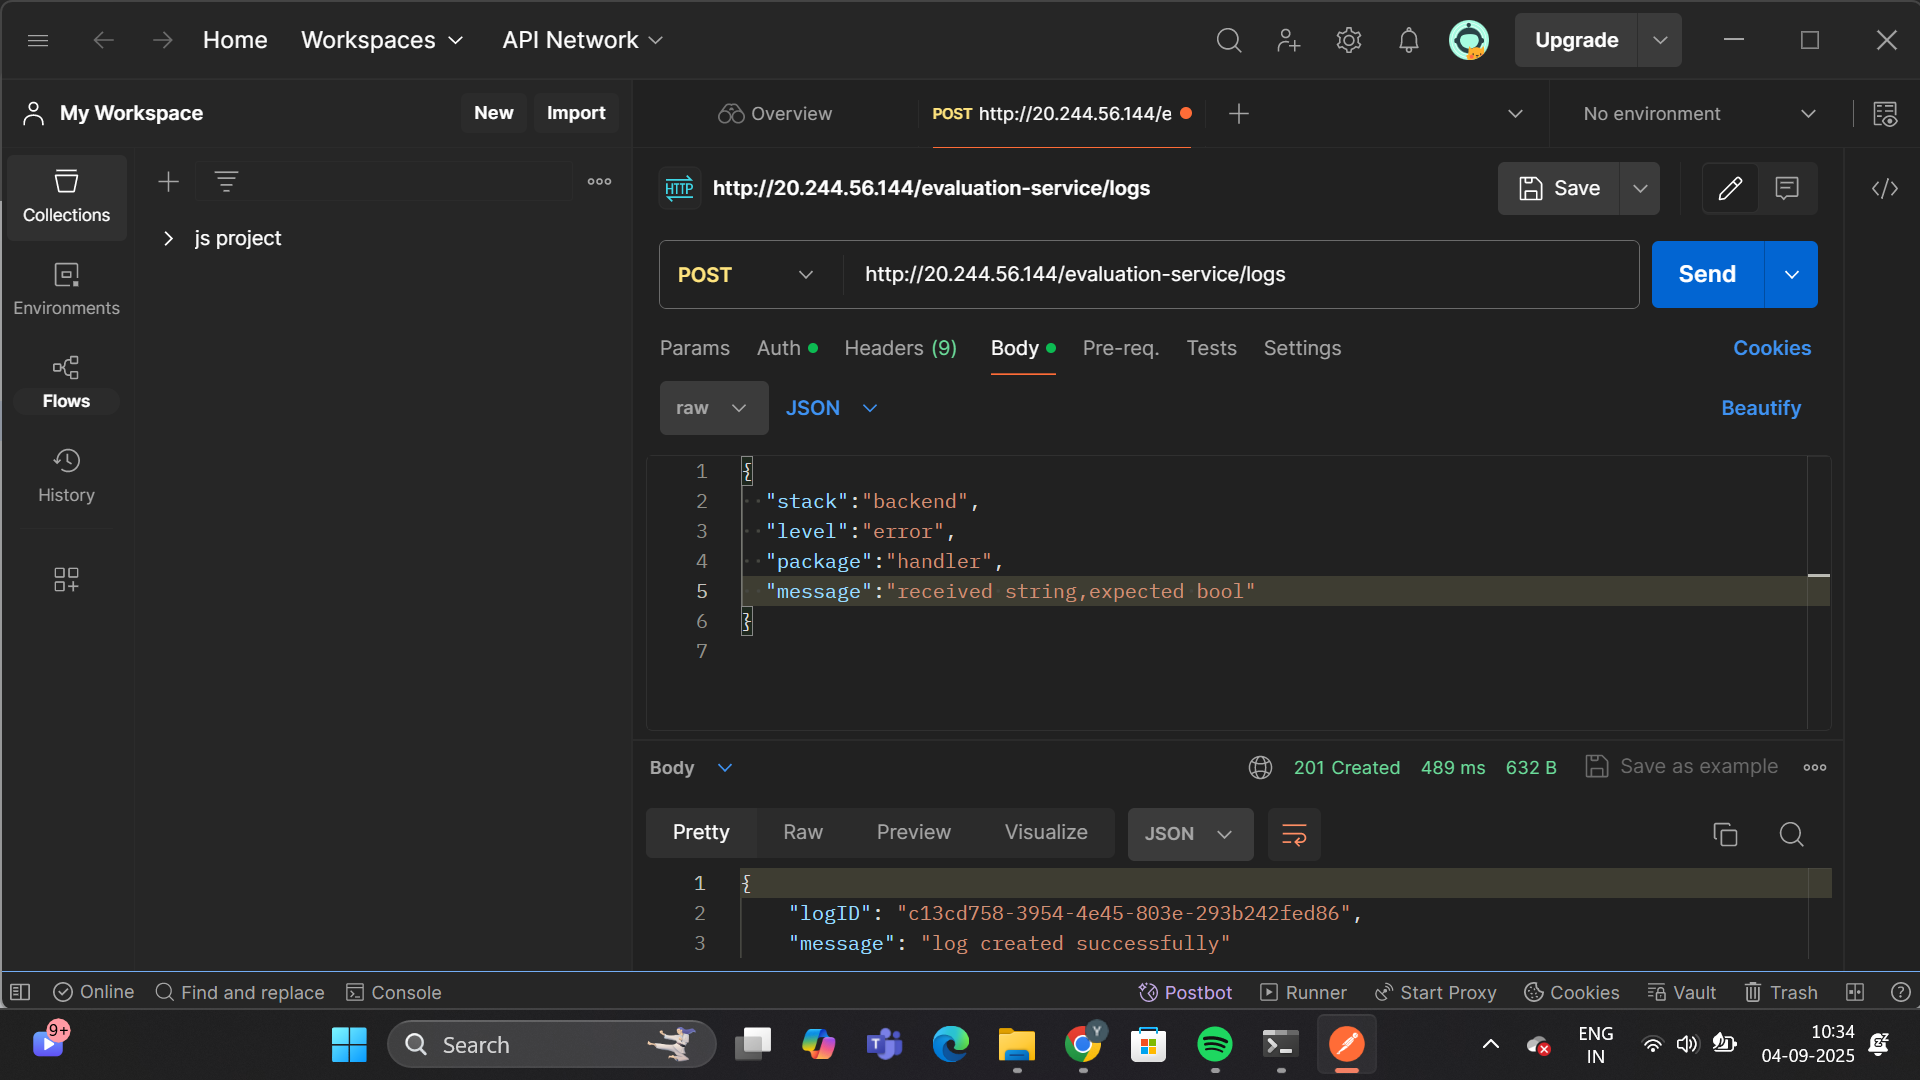 Home
Workspaces
API Network
Upgrade
My Workspace
New
Import
Overview
POST http://20.244.56.144/e
No environment
Collections
HTTP
http://20.244.56.144/evaluation-service/logs
Save
js project
Environments
POST
http://20.244.56.144/evaluation-service/logs
Send
Params
Auth
Headers (9)
Body
Pre-req.
Tests
Settings
Cookies
Flows
raw
JSON
Beautify
History
1 {
2 "stack":"backend",
3 "level":"error",
4 "package":"handler",
5 "message":"received string,expected bool"
6 }
7
Body
201 Created
489 ms
632 B
Save as example
Pretty
Raw
Preview
Visualize
JSON
1 {
2 "logID": "c13cd758-3954-4e45-803e-293b242fed86",
3 "message": "log created successfully"
Online
Find and replace
Console
Postbot
Runner
Start Proxy
Cookies
Vault
Trash
9+
Search
Y
ENG
IN
10:34
04-09-2025